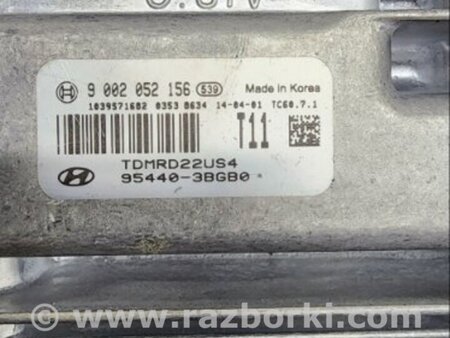 9 002 052 156 539 Made in Korea
1039571682 0353 8634 14-04-01 TC60.7.1
T11
TDMRD22US4
95440-3BGB0
© www.razborki.com